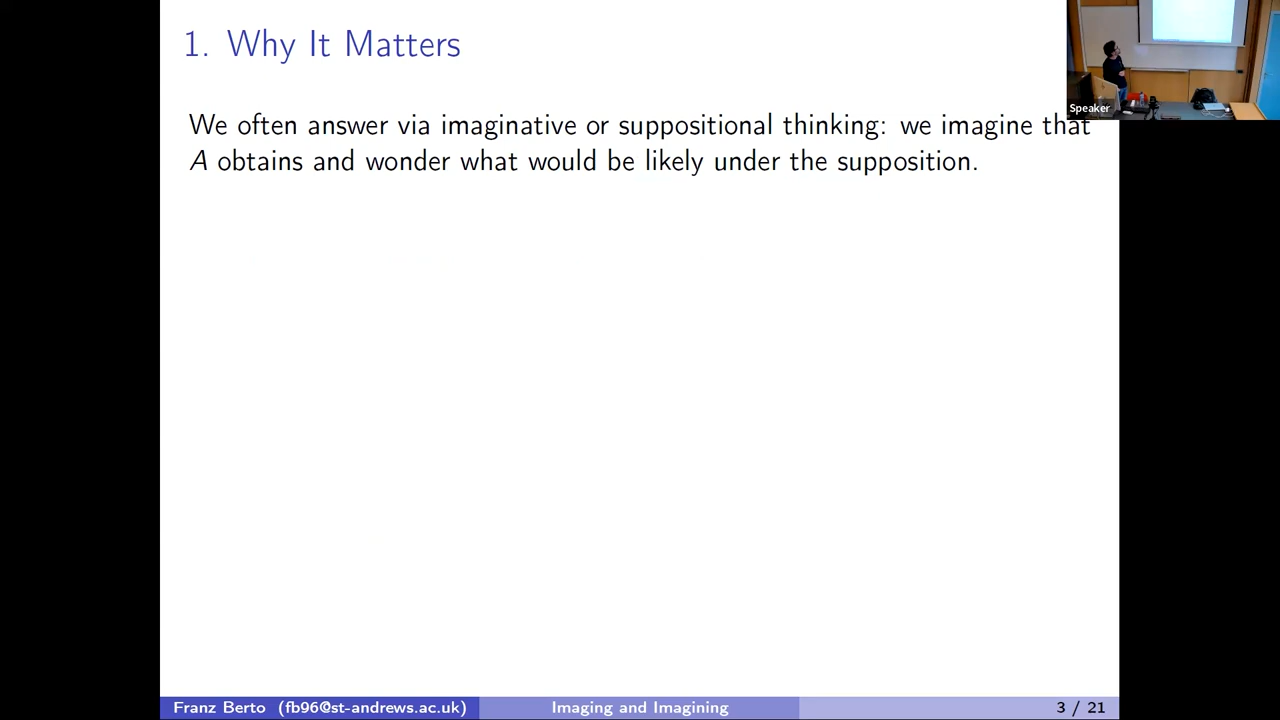 1. Why It Matters
Speaker
We often answer via imaginative or suppositional thinking: we imagine that
A obtains and wonder what would be likely under the supposition.
Franz Berto (fb96@st-andrews.ac.uk)
Imaging and Imagining
3 / 21